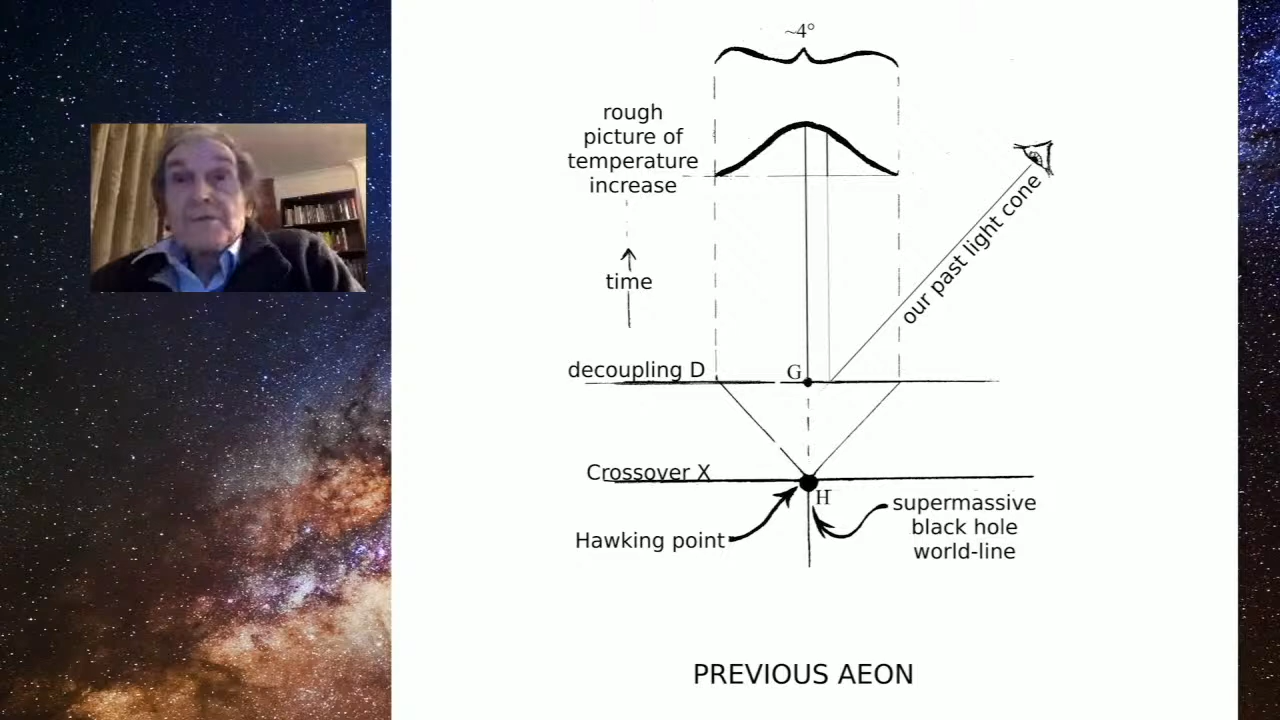 ~4°
rough
picture of
temperature
increase
time
our past light cone
decoupling D
G
Crossover X
H
Hawking point
supermassive
black hole
world-line
PREVIOUS AEON